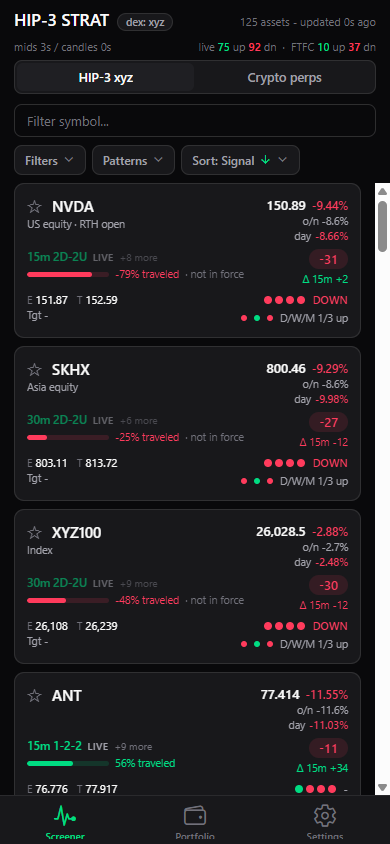 HIP-3 STRAT dex: xyz 125 assets - updated 0s ago
mids 3s / candles 0s live 75 up 92 dn · FTFC 10 up 37 dn
HIP-3 xyz Crypto perps
Filter symbol...
Filters Patterns Sort: Signal ↓
☆ NVDA 150.89 -9.44%
US equity · RTH open o/n -8.6%
day -8.66%
15m 2D-2U LIVE +8 more -31
-79% traveled · not in force Δ 15m +2
E 151.87 T 152.59 DOWN
Tgt - D/W/M 1/3 up
☆ SKHX 800.46 -9.29%
Asia equity o/n -8.6%
day -9.98%
30m 2D-2U LIVE +6 more -27
-25% traveled · not in force Δ 15m -12
E 803.11 T 813.72 DOWN
Tgt - D/W/M 1/3 up
☆ XYZ100 26,028.5 -2.88%
Index o/n -2.7%
day -2.48%
30m 2D-2U LIVE +9 more -30
-48% traveled · not in force Δ 15m -12
E 26,108 T 26,239 DOWN
Tgt - D/W/M 1/3 up
☆ ANT 77.414 -11.55%
o/n -11.6%
day -11.03%
15m 1-2-2 LIVE +9 more -11
56% traveled Δ 15m +34
E 76.776 T 77.917 -
Screener Portfolio Settings